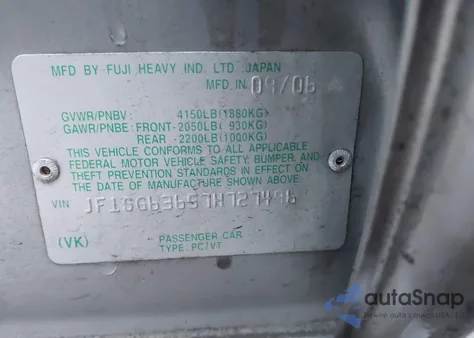 MFD BY FUJI HEAVY IND. LTD. JAPAN
MFD.IN 09/06 A
GVWR/PNBV: 4150LB(1880KG)
GAWR/PNBE: FRONT-2050LB( 930KG)
REAR -2200LB(1000KG)
THIS VEHICLE CONFORMS TO ALL APPLICABLE
FEDERAL MOTOR VEHICLE SAFETY, BUMPER, AND
THEFT PREVENTION STANDARDS IN EFFECT ON THE
DATE OF MANUFACTURE SHOWN ABOVE.
VIN
(VK)
PASSENGER CAR
TYPE: PC/VT
autoSnap